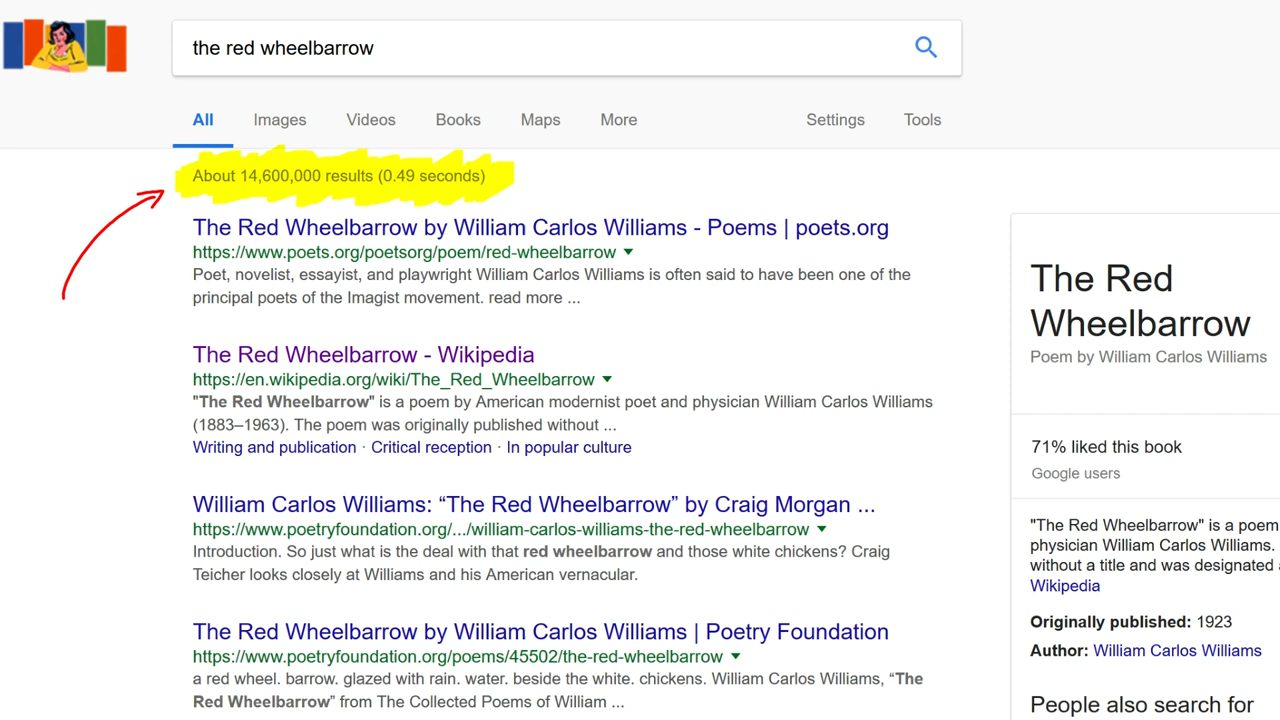 the red wheelbarrow
All Images Videos Books Maps More Settings Tools
About 14,600,000 results (0.49 seconds)
The Red Wheelbarrow by William Carlos Williams - Poems | poets.org
https://www.poets.org/poetsorg/poem/red-wheelbarrow
Poet, novelist, essayist, and playwright William Carlos Williams is often said to have been one of the
principal poets of the Imagist movement. read more ...
The Red Wheelbarrow - Wikipedia
https://en.wikipedia.org/wiki/The_Red_Wheelbarrow
"The Red Wheelbarrow" is a poem by American modernist poet and physician William Carlos Williams
(1883–1963). The poem was originally published without ...
Writing and publication · Critical reception · In popular culture
William Carlos Williams: “The Red Wheelbarrow” by Craig Morgan ...
https://www.poetryfoundation.org/.../william-carlos-williams-the-red-wheelbarrow
Introduction. So just what is the deal with that red wheelbarrow and those white chickens? Craig
Teicher looks closely at Williams and his American vernacular.
The Red Wheelbarrow by William Carlos Williams | Poetry Foundation
https://www.poetryfoundation.org/poems/45502/the-red-wheelbarrow
a red wheel. barrow. glazed with rain. water. beside the white. chickens. William Carlos Williams, “The
Red Wheelbarrow” from The Collected Poems of William ...
The Red
Wheelbarrow
Poem by William Carlos Williams
71% liked this book
Google users
"The Red Wheelbarrow" is a poem
physician William Carlos Williams.
without a title and was designated
Wikipedia
Originally published: 1923
Author: William Carlos Williams
People also search for